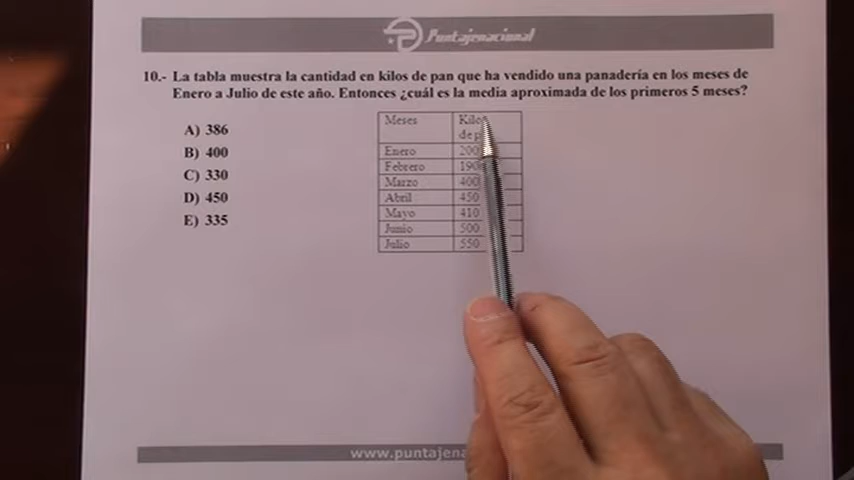 Puntajenacional
10.- La tabla muestra la cantidad en kilos de pan que ha vendido una panadería en los meses de
Enero a Julio de este año. Entonces ¿cuál es la media aproximada de los primeros 5 meses?
A) 386
B) 400
C) 330
D) 450
E) 335
Meses Kilos
de p
Enero 200
Febrero 190
Marzo 400
Abril 450
Mayo 410
Junio 500
Julio 550
www.puntajena